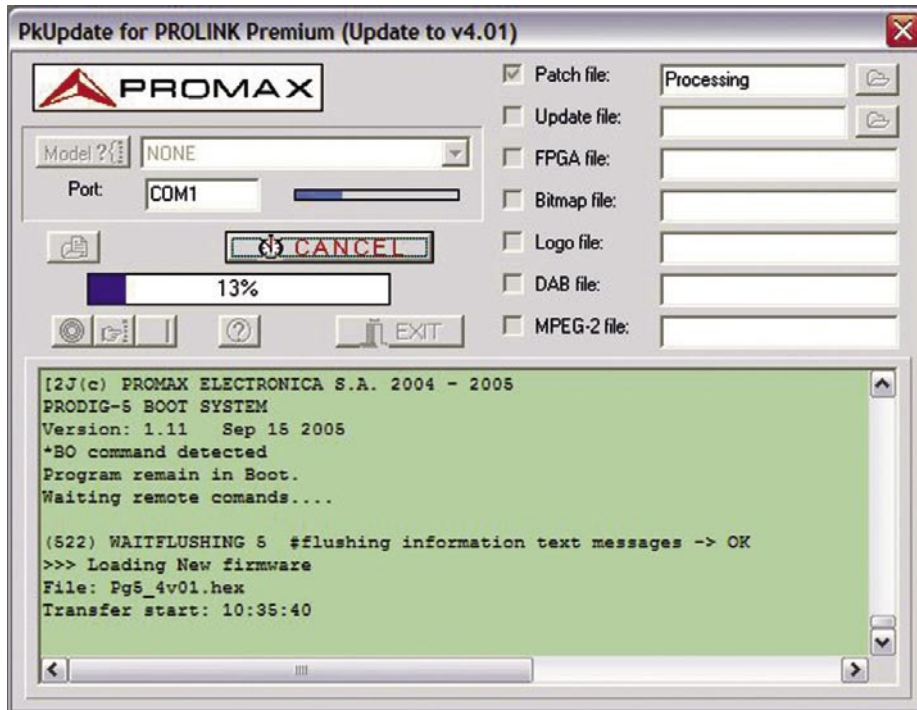 PkUpdate for PROLINK Premium (Update to v4.01)
PROMAX
Model ?
NONE
Port:
COM1
CANCEL
13%
EXIT
Patch file:
Processing
Update file:
FPGA file:
Bitmap file:
Logo file:
DAB file:
MPEG-2 file:
[2J(c) PROMAX ELECTRONICA S.A. 2004 - 2005
PRODIG-5 BOOT SYSTEM
Version: 1.11   Sep 15 2005
*BO command detected
Program remain in Boot.
Waiting remote comands....
(522) WAITFLUSHING 5  #flushing information text messages -> OK
>>> Loading New firmware
File: Pg5_4v01.hex
Transfer start: 10:35:40